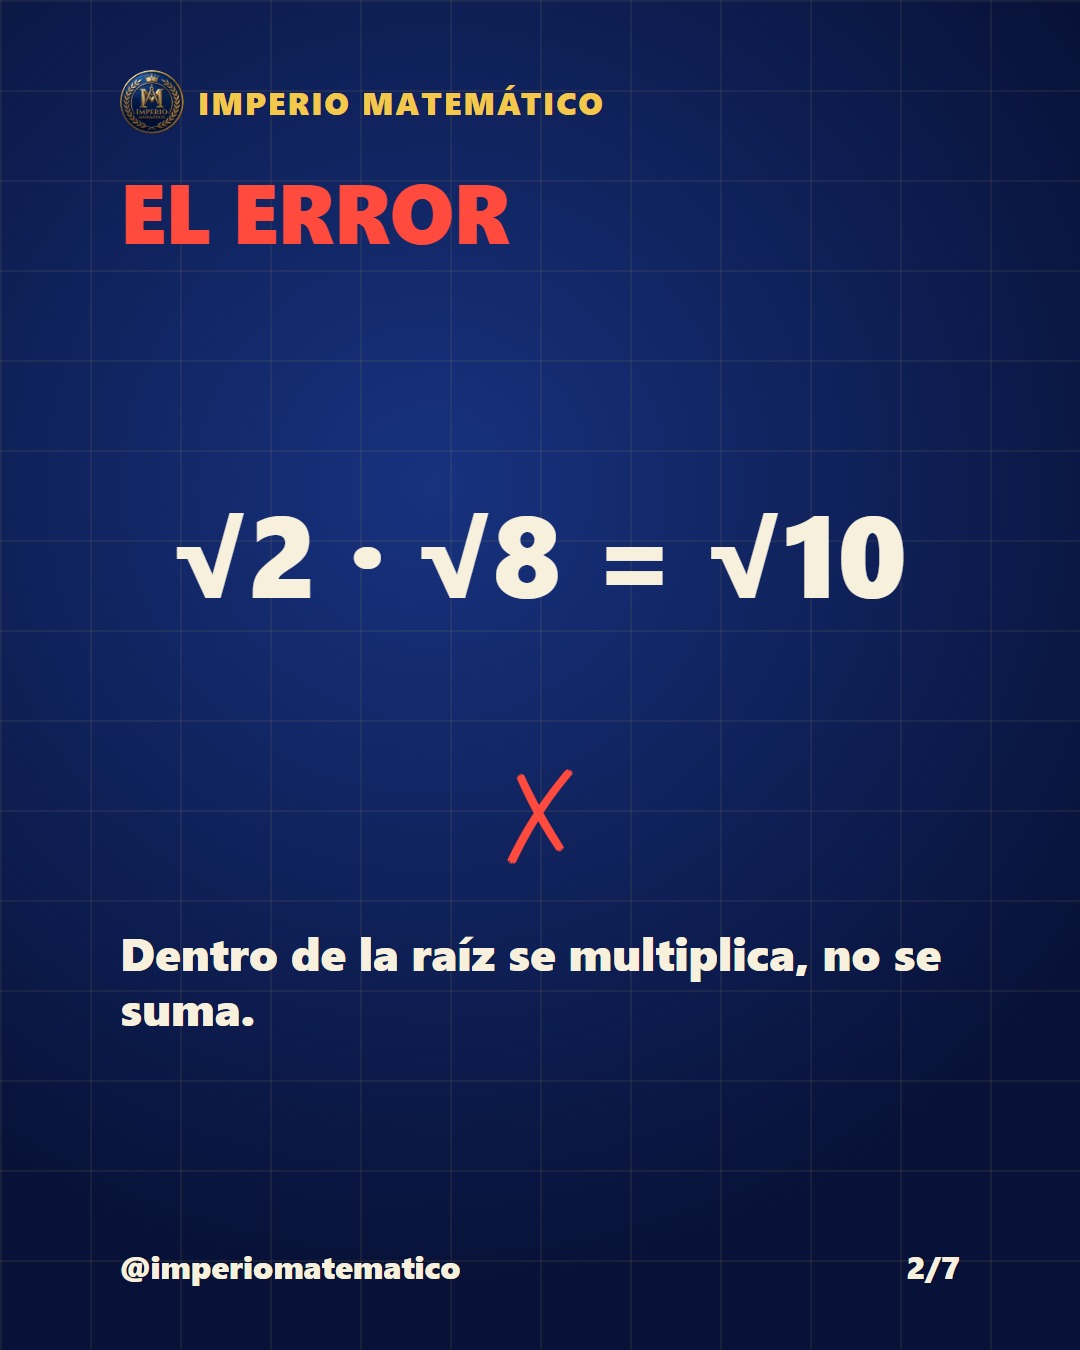 IMPERIO MATEMÁTICO
EL ERROR
√2 · √8 = √10
Dentro de la raíz se multiplica, no se
suma.
@imperiomatematico
2/7